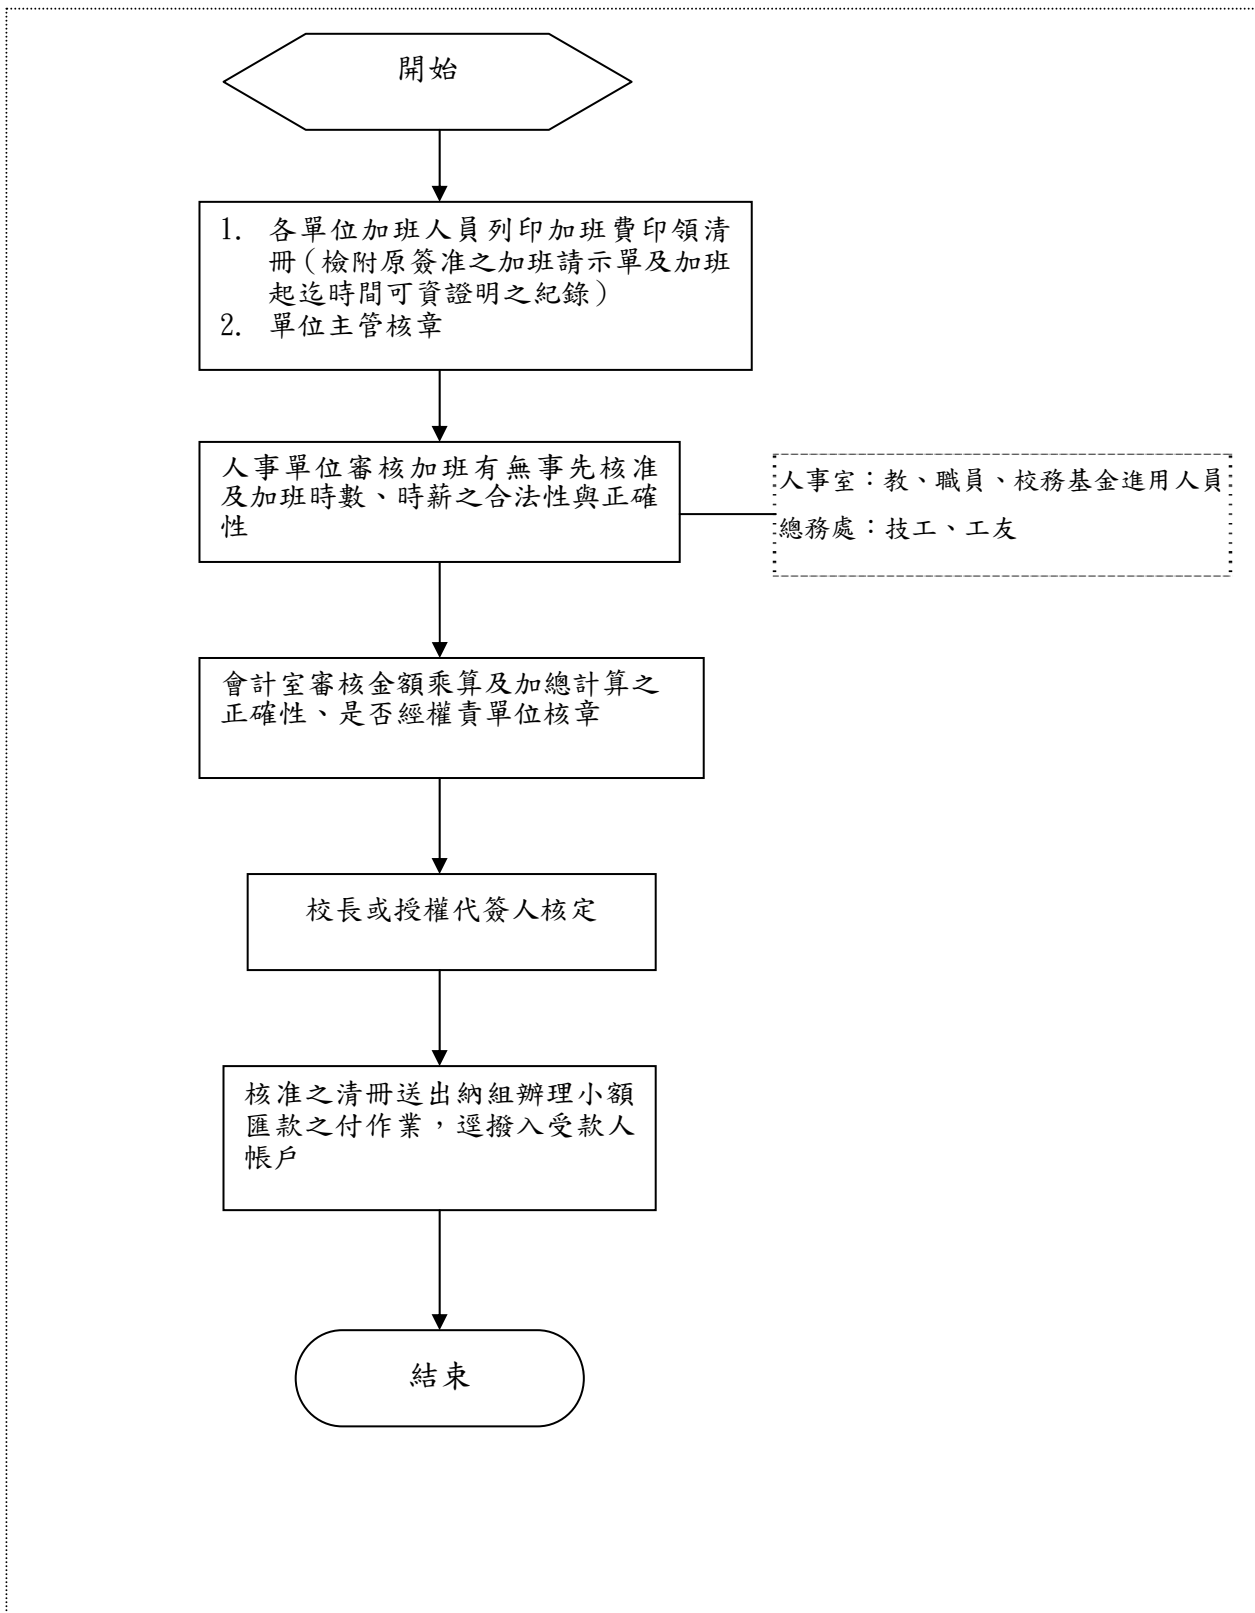 開始
1. 各單位加班人員列印加班費印領清
冊（檢附原簽准之加班請示單及加班
起迄時間可資證明之紀錄）
2. 單位主管核章
人事單位審核加班有無事先核准
及加班時數、時薪之合法性與正確
性
人事室：教、職員、校務基金進用人員
總務處：技工、工友
會計室審核金額乘算及加總計算之
正確性、是否經權責單位核章
校長或授權代簽人核定
核准之清冊送出納組辦理小額
匯款之付作業，逕撥入受款人
帳戶
結束